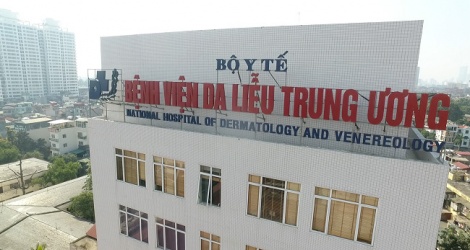 BỘ Y TẾ
BỆNH VIỆN DA LIỄU TRUNG ƯƠNG
NATIONAL HOSPITAL OF DERMATOLOGY AND VENEREOLOGY